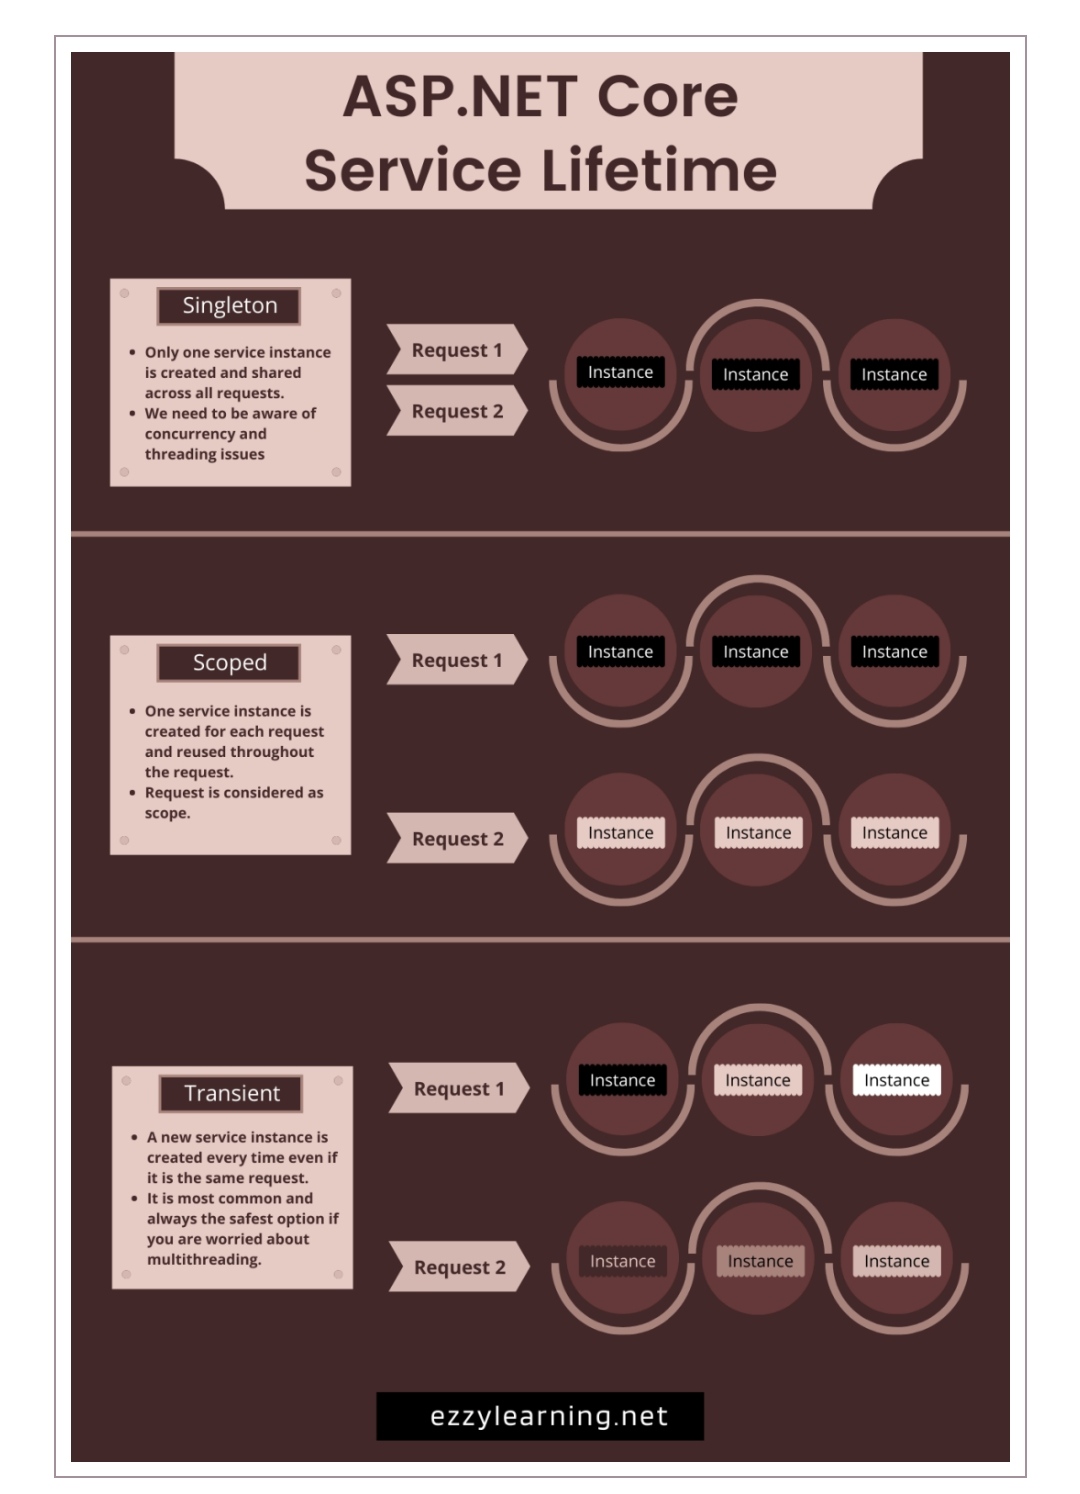 ASP.NET Core
Service Lifetime
Singleton
• Only one service instance
is created and shared
across all requests.
• We need to be aware of
concurrency and
threading issues
Request 1
Request 2
Instance
Instance
Instance
Scoped
• One service instance is
created for each request
and reused throughout
the request.
• Request is considered as
scope.
Request 1
Instance
Instance
Instance
Request 2
Instance
Instance
Instance
Transient
• A new service instance is
created every time even if
it is the same request.
• It is most common and
always the safest option if
you are worried about
multithreading.
Request 1
Instance
Instance
Instance
Request 2
Instance
Instance
Instance
ezzylearning.net